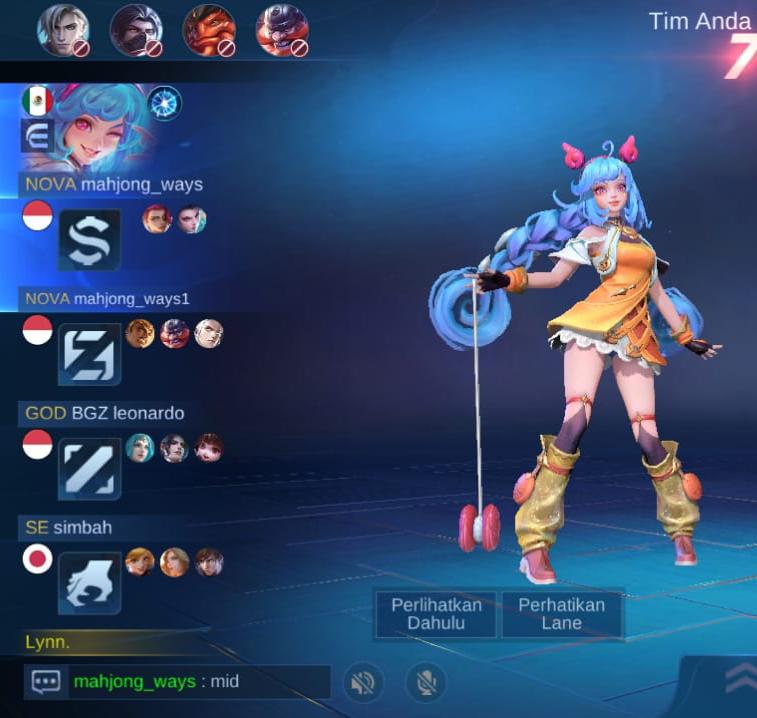 Tim Anda
7
NOVA mahjong_ways
NOVA mahjong_ways1
GOD BGZ leonardo
SE simbah
Lynn.
Perlihatkan
Dahulu
Perhatikan
Lane
mahjong_ways : mid